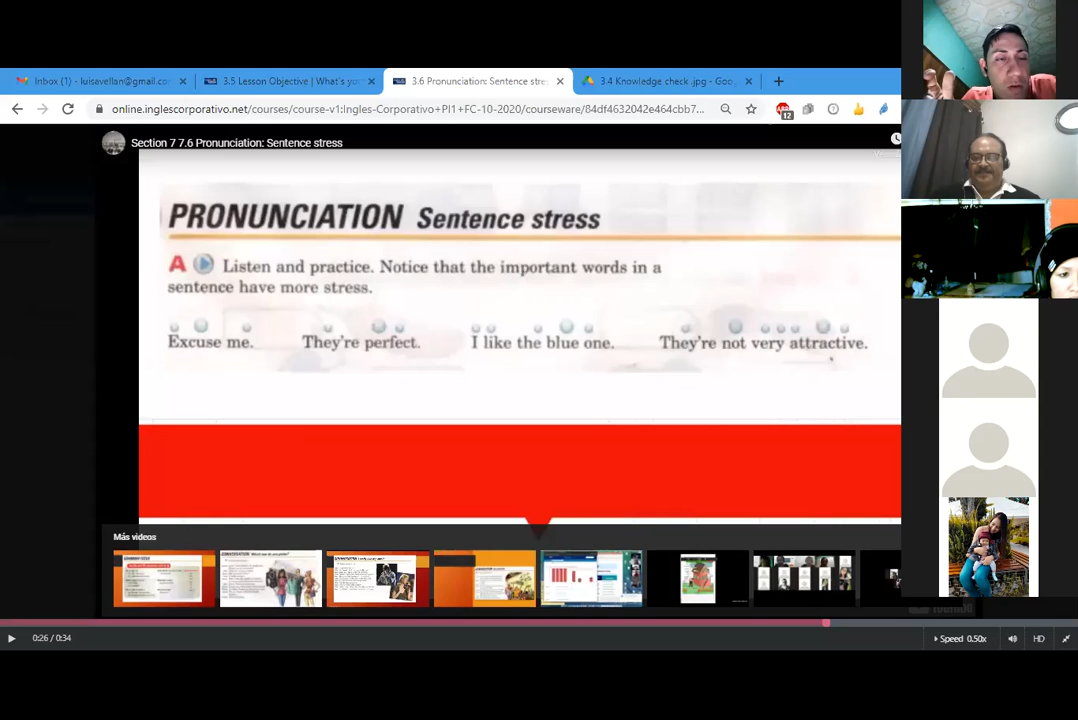 Inbox (1) - luisavellan@gmail.co
3.5 Lesson Objective | What's yo
3.6 Pronunciation: Sentence stre
3.4 Knowledge check .jpg - Goo
online.inglescorporativo.net/courses/course-v1:Ingles-Corporativo+PI1+FC-10-2020/courseware/84df4632042e464cbb7...
12
Section 7 7.6 Pronunciation: Sentence stress
PRONUNCIATION Sentence stress
A Listen and practice. Notice that the important words in a
sentence have more stress.
Excuse me. They're perfect. I like the blue one. They're not very attractive.
Más videos
0:26 / 0:34
Speed 0.50x
HD